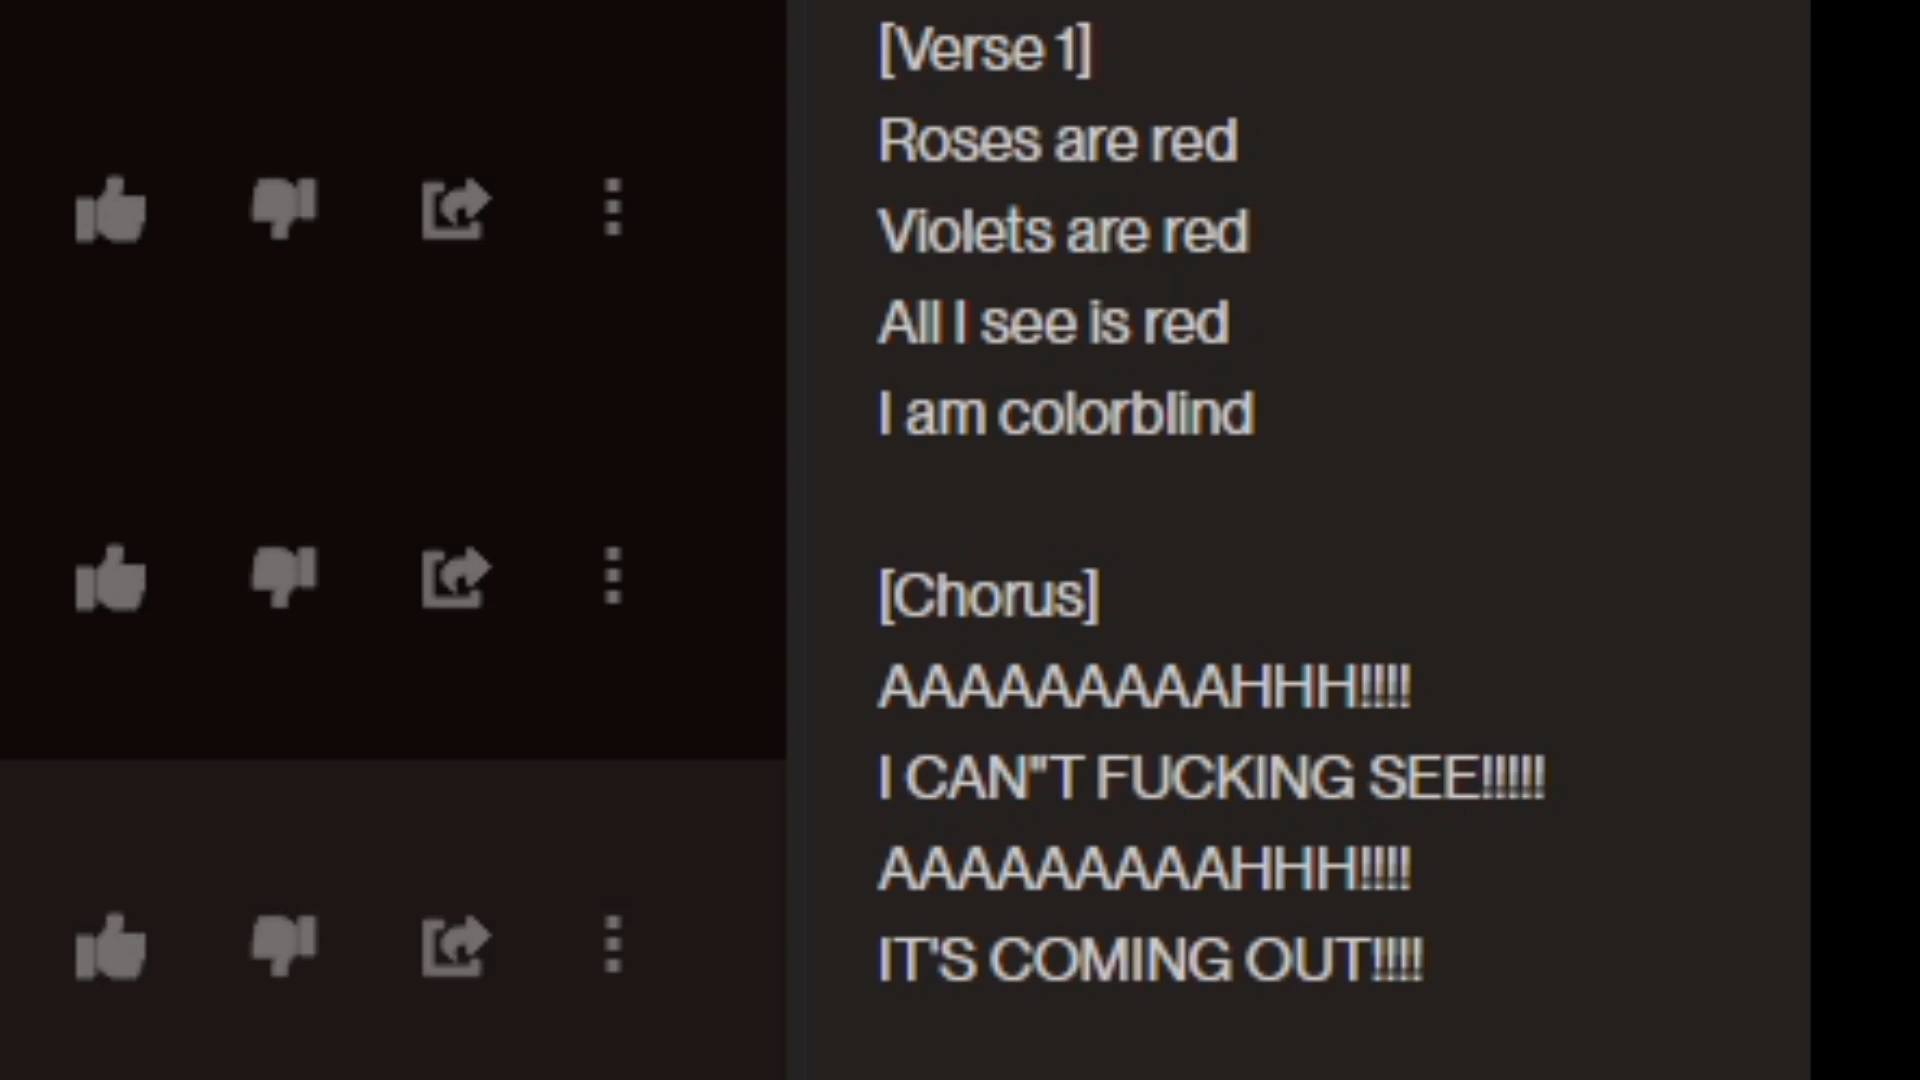 [Verse 1]
Roses are red
Violets are red
All I see is red
I am colorblind
[Chorus]
AAAAAAAAAHHH!!!!
I CAN"T FUCKING SEE!!!!!
AAAAAAAAAHHH!!!!
IT'S COMING OUT!!!!